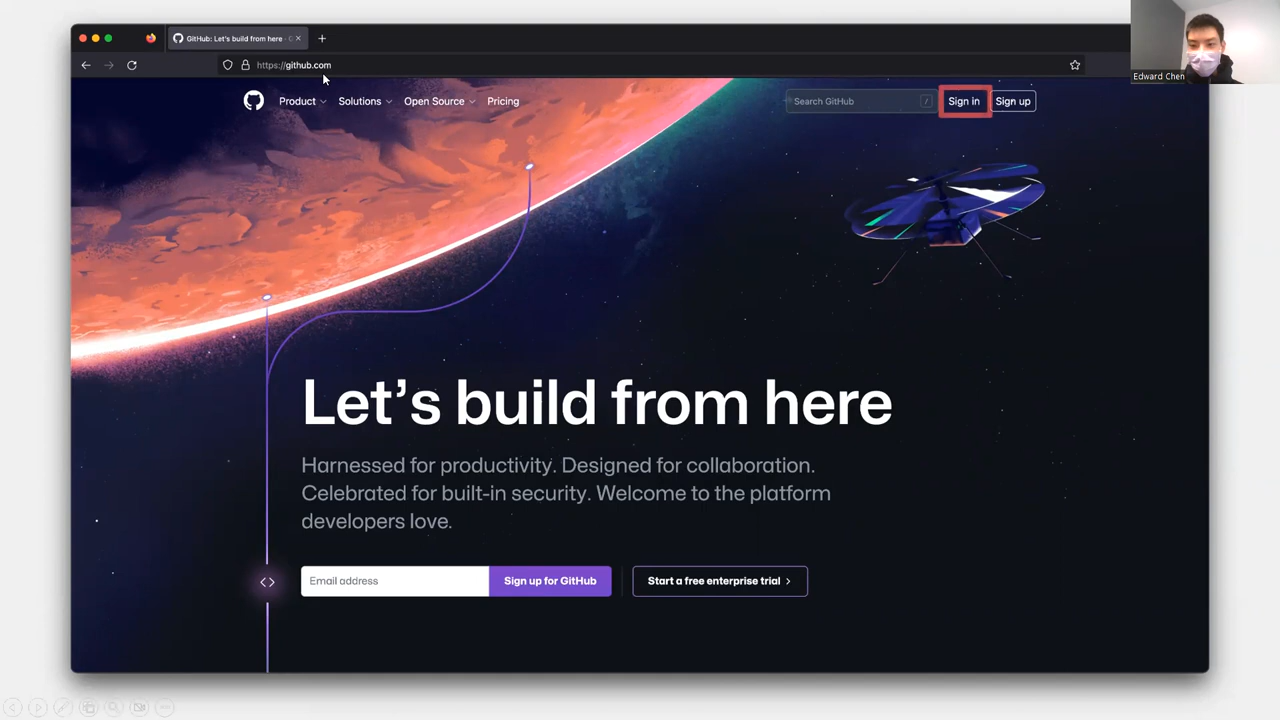 GitHub: Let's build from here · G
https://github.com
Edward Chen
Product
Solutions
Open Source
Pricing
Search GitHub
/
Sign in
Sign up
Let's build from here
Harnessed for productivity. Designed for collaboration.
Celebrated for built-in security. Welcome to the platform
developers love.
Email address
Sign up for GitHub
Start a free enterprise trial